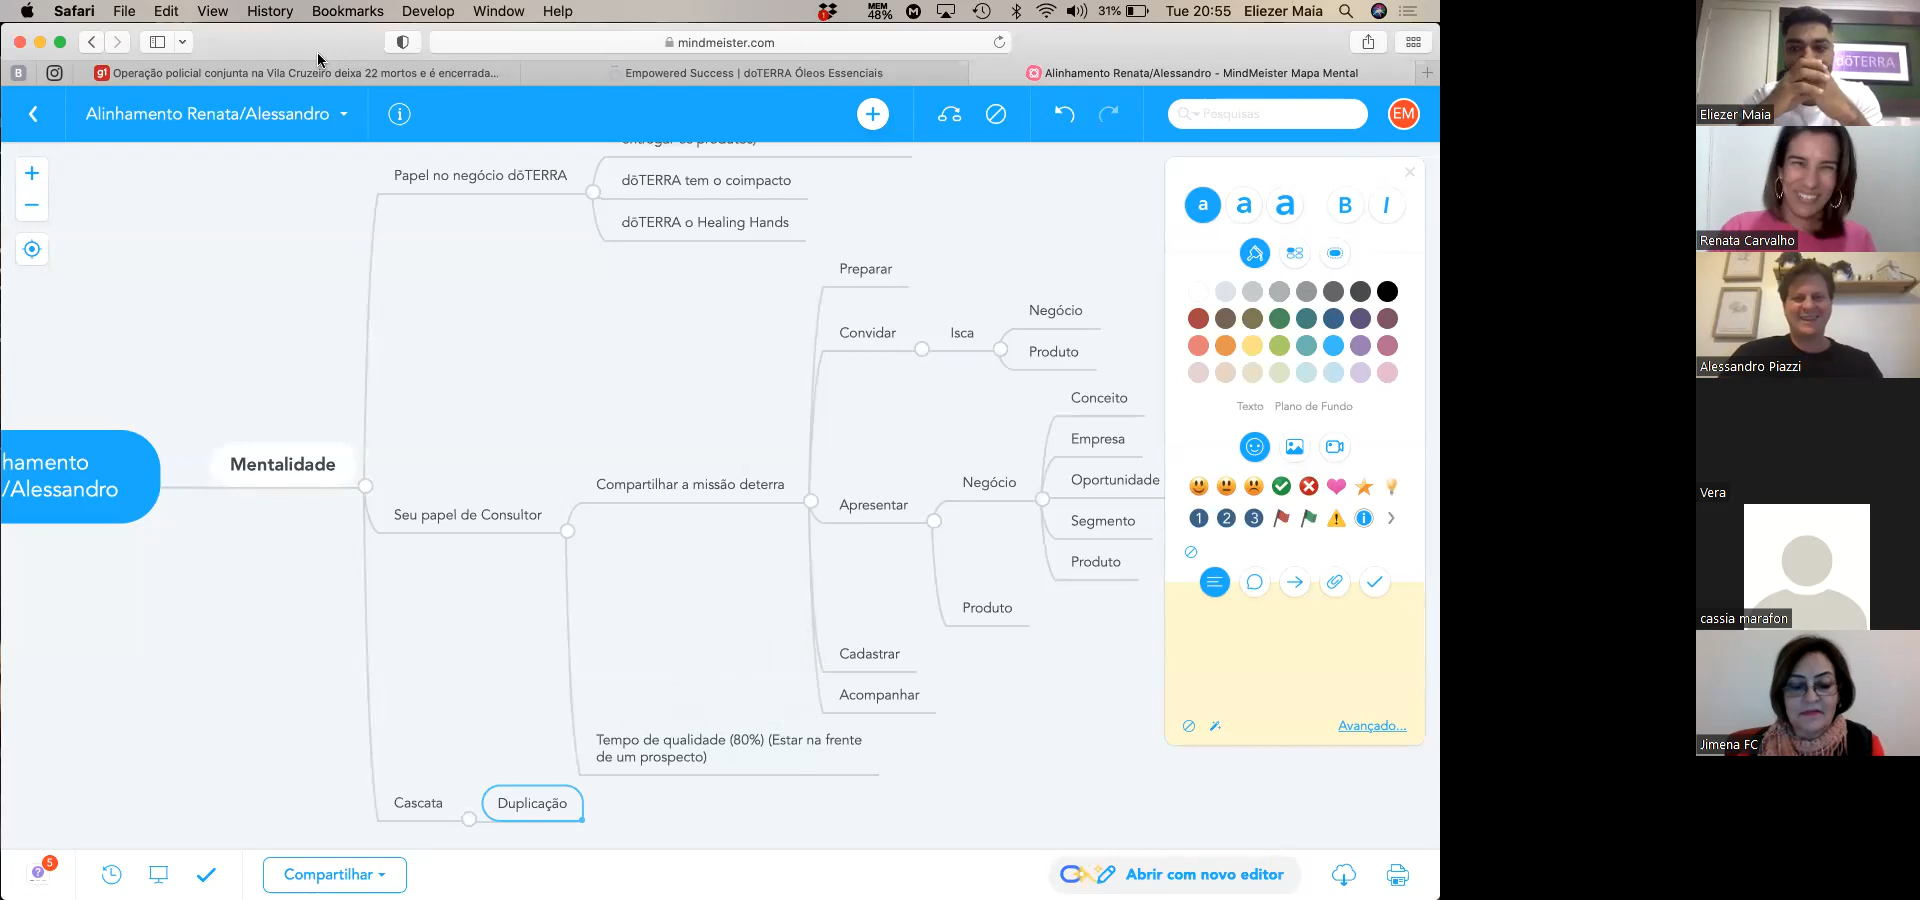 Safari File Edit View History Bookmarks Develop Window Help
MEM
48%
31%
Tue 20:55
Eliezer Maia
mindmeister.com
Operação policial conjunta na Vila Cruzeiro deixa 22 mortos e é encerrada...
Empowered Success | doTERRA Óleos Essenciais
Alinhamento Renata/Alessandro - MindMeister Mapa Mental
Alinhamento Renata/Alessandro
Pesquisas
EM
entregar os produtos)
Papel no negócio dōTERRA
dōTERRA tem o coimpacto
dōTERRA o Healing Hands
Preparar
Convidar
Isca
Negócio
Produto
Conceito
Empresa
Oportunidade
Segmento
Produto
Negócio
Apresentar
Produto
Cadastrar
Acompanhar
Compartilhar a missão deterra
Seu papel de Consultor
Tempo de qualidade (80%) (Estar na frente
de um prospecto)
Mentalidade
hamento
/Alessandro
Cascata
Duplicação
a a a B I
Texto Plano de Fundo
1 2 3
Avançado...
5
Compartilhar
Abrir com novo editor
dōTERRA
Eliezer Maia
Renata Carvalho
Alessandro Piazzi
Vera
cassia marafon
Jimena FC